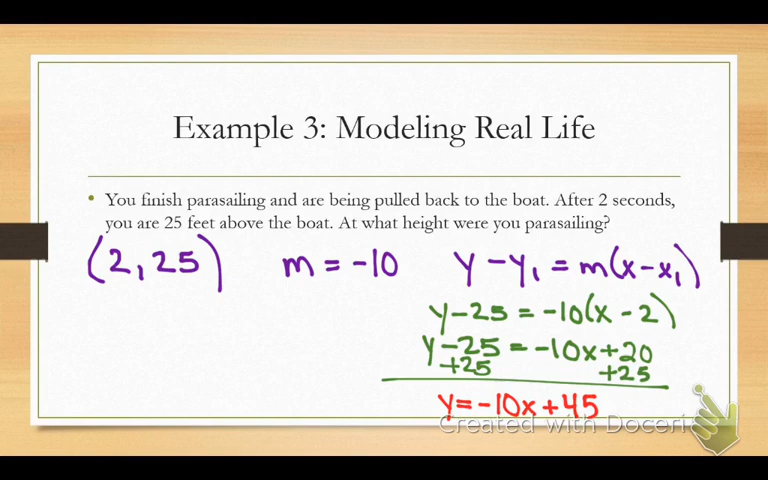 Example 3: Modeling Real Life
• You finish parasailing and are being pulled back to the boat. After 2 seconds,
you are 25 feet above the boat. At what height were you parasailing?
(2, 25) m = -10 y - y₁ = m(x - x₁)
y - 25 = -10(x - 2)
y - 25 = -10x + 20
+25 +25
y = -10x + 45
Created with Doceri